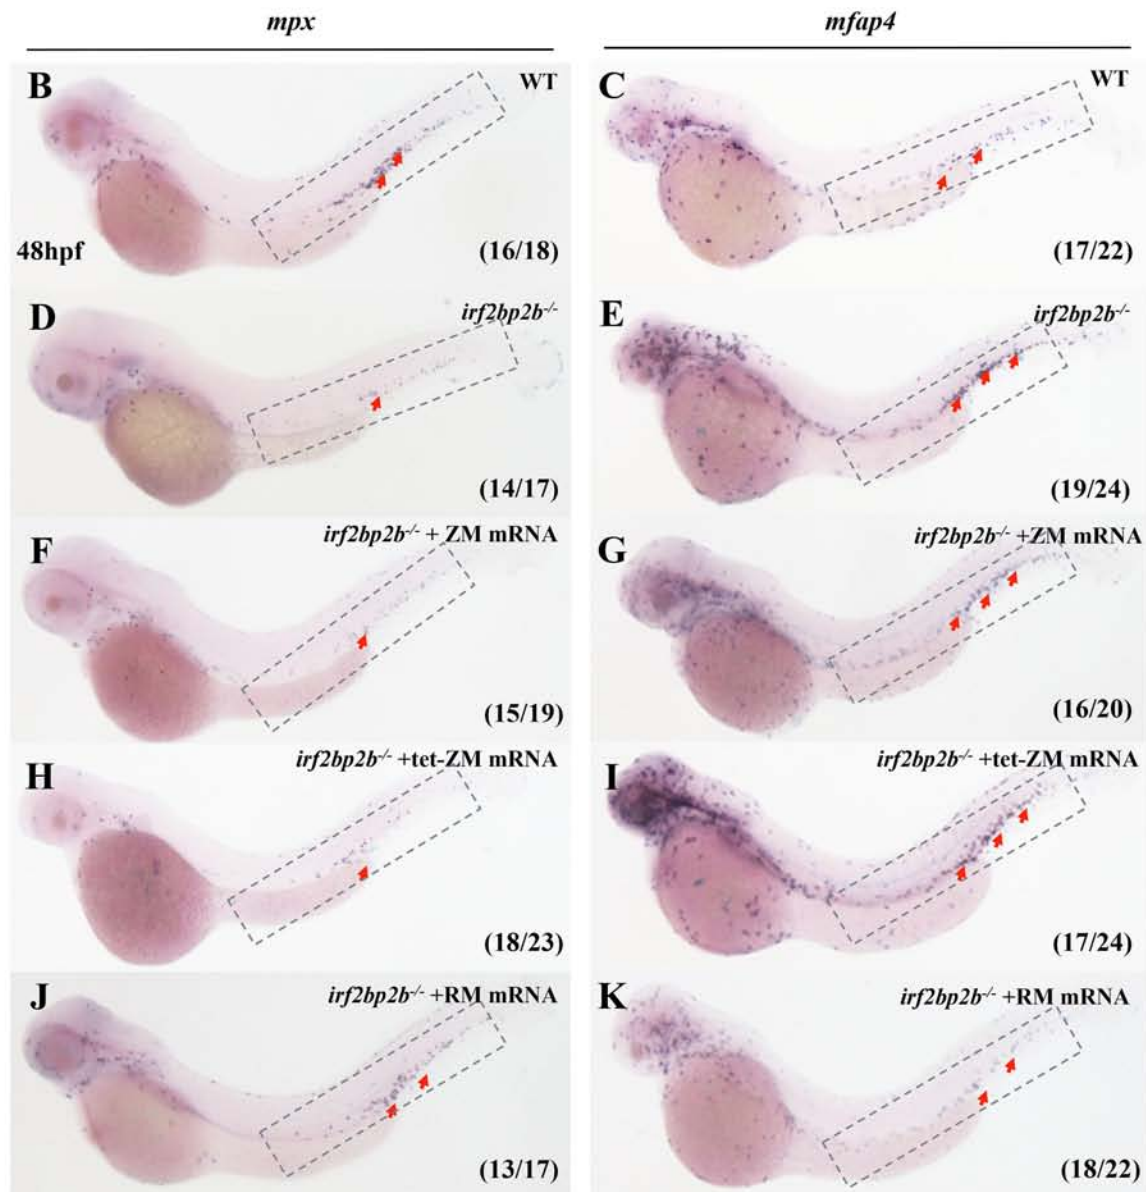 mpx
mfap4
B
WT
48hpf
(16/18)
C
WT
(17/22)
D
irf2bp2b-/-
(14/17)
E
irf2bp2b-/-
(19/24)
F
irf2bp2b-/- + ZM mRNA
(15/19)
G
irf2bp2b-/- +ZM mRNA
(16/20)
H
irf2bp2b-/- +tet-ZM mRNA
(18/23)
I
irf2bp2b-/- +tet-ZM mRNA
(17/24)
J
irf2bp2b-/- +RM mRNA
(13/17)
K
irf2bp2b-/- +RM mRNA
(18/22)